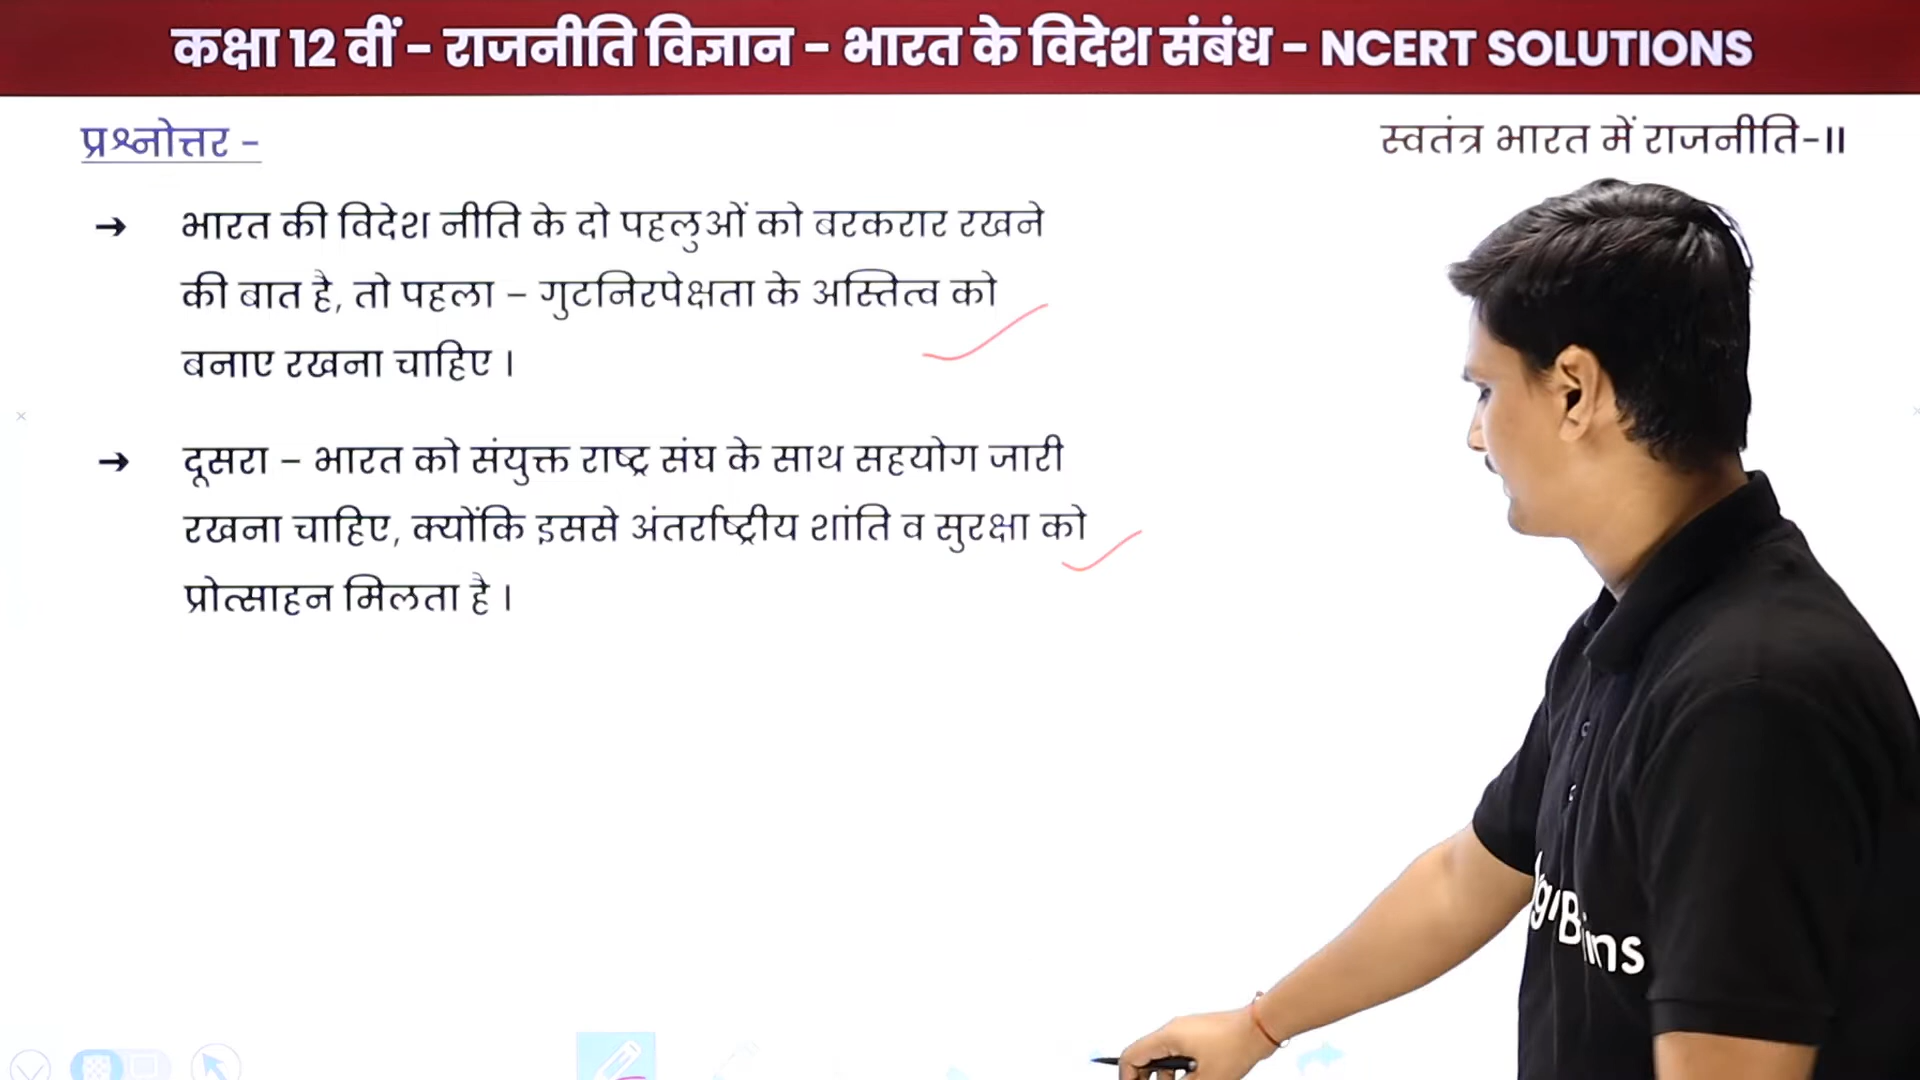 कक्षा 12 वीं - राजनीति विज्ञान - भारत के विदेश संबंध - NCERT SOLUTIONS
प्रश्नोत्तर -
स्वतंत्र भारत में राजनीति-II
→ भारत की विदेश नीति के दो पहलुओं को बरकरार रखने
की बात है, तो पहला – गुटनिरपेक्षता के अस्तित्व को
बनाए रखना चाहिए ।
→ दूसरा – भारत को संयुक्त राष्ट्र संघ के साथ सहयोग जारी
रखना चाहिए, क्योंकि इससे अंतर्राष्ट्रीय शांति व सुरक्षा को
प्रोत्साहन मिलता है ।